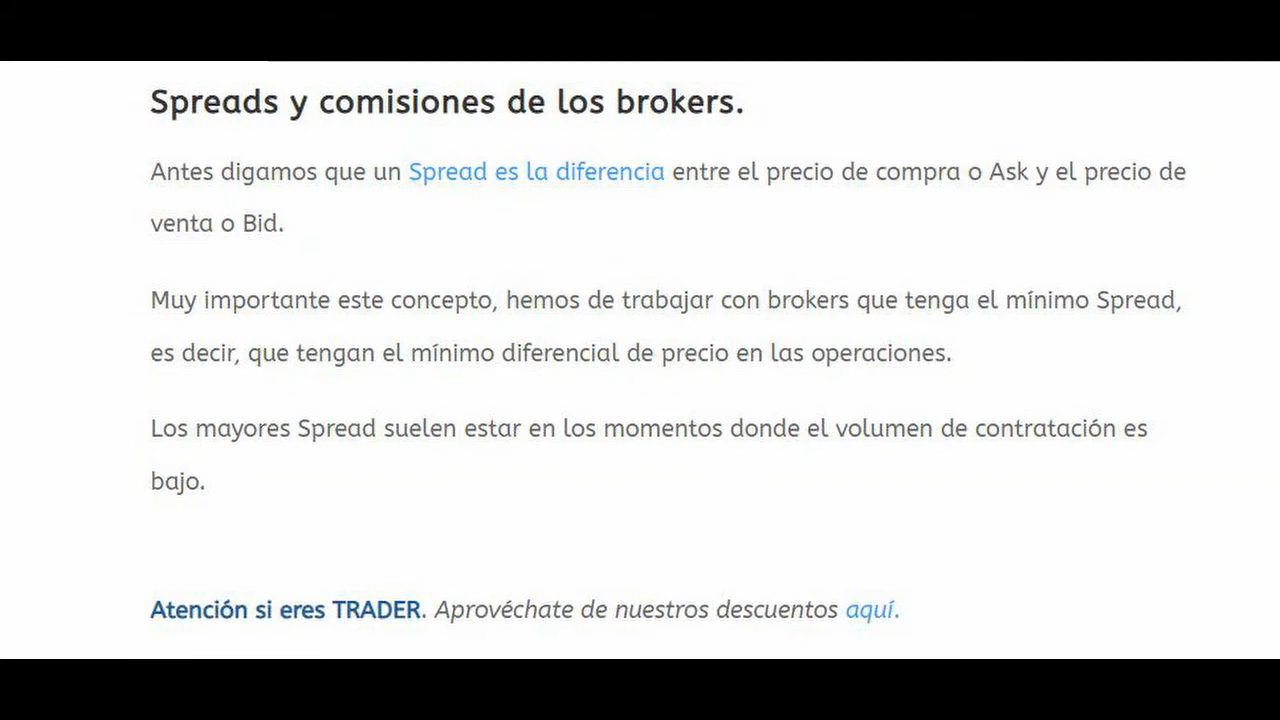 Spreads y comisiones de los brokers.
Antes digamos que un Spread es la diferencia entre el precio de compra o Ask y el precio de
venta o Bid.
Muy importante este concepto, hemos de trabajar con brokers que tenga el mínimo Spread,
es decir, que tengan el mínimo diferencial de precio en las operaciones.
Los mayores Spread suelen estar en los momentos donde el volumen de contratación es
bajo.
Atención si eres TRADER. Aprovéchate de nuestros descuentos aquí.